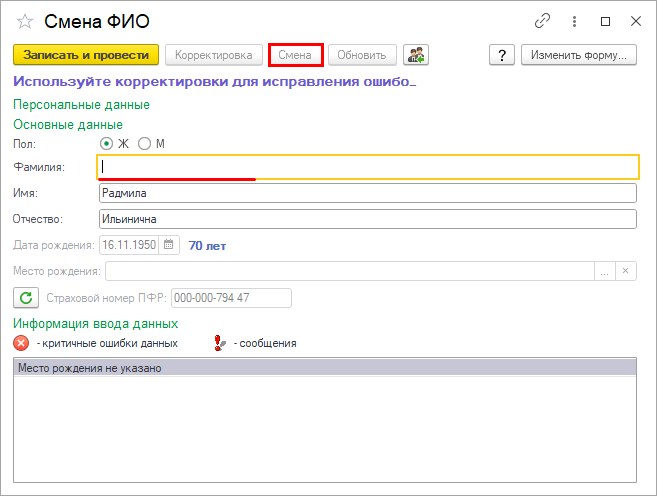 Смена ФИО
Записать и провести Корректировка Смена Обновить ? Изменить форму...
Используйте корректировки для исправления ошибо...
Персональные данные
Основные данные
Пол: Ж М
Фамилия:
Имя: Радмила
Отчество: Ильинична
Дата рождения: 16.11.1950 70 лет
Место рождения: ... ×
Страховой номер ПФР: 000-000-794 47
Информация ввода данных
- критичные ошибки данных - сообщения
Место рождения не указано